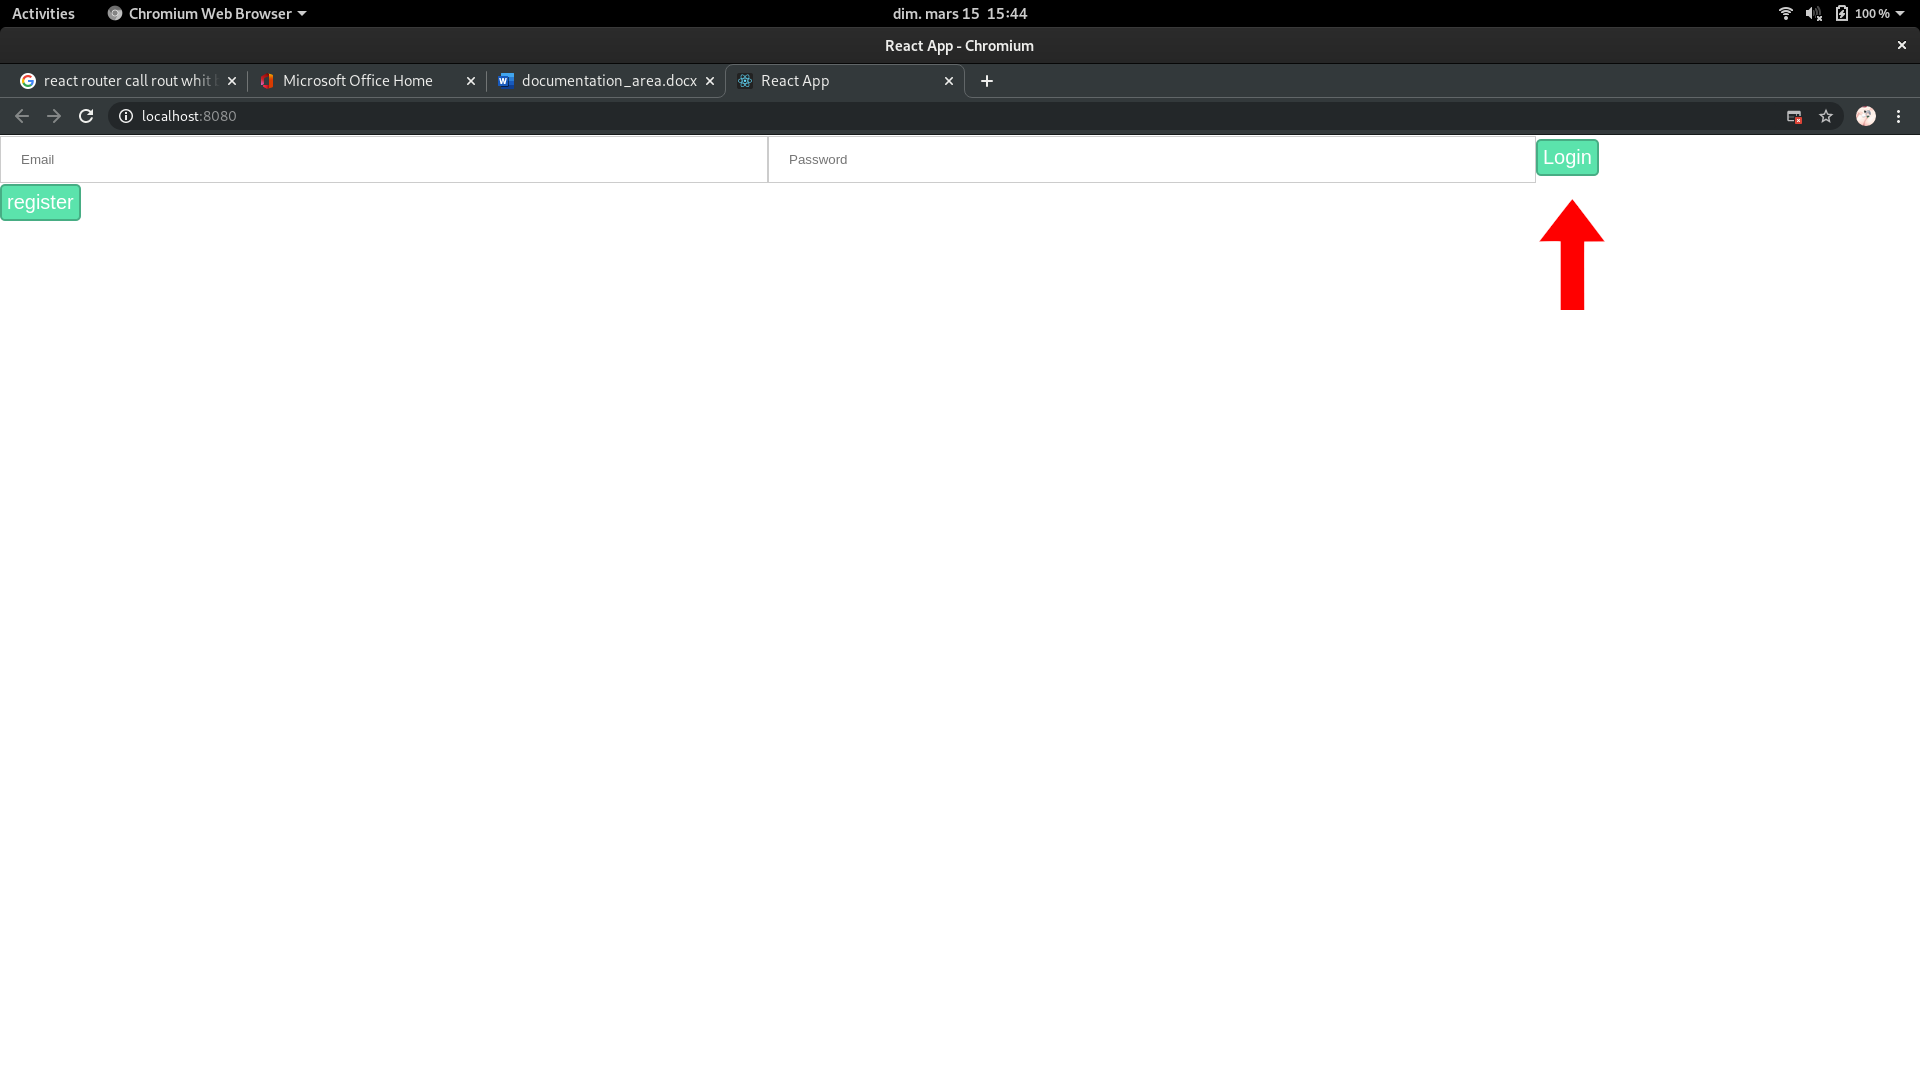 Activities Chromium Web Browser dim. mars 15 15:44 100 %
React App - Chromium
react router call rout whit Microsoft Office Home documentation_area.docx React App
localhost:8080
Email Password Login
register